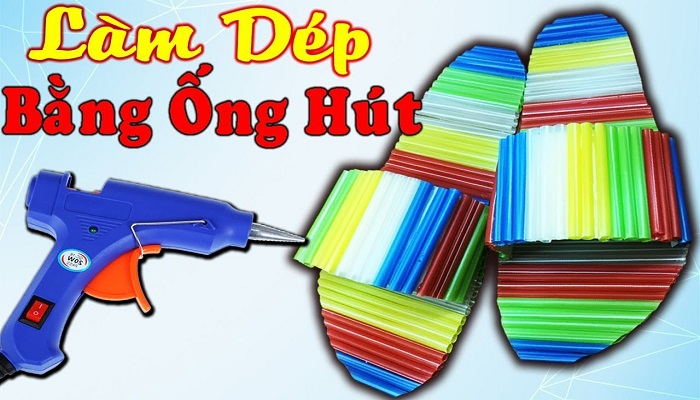 Làm Dép
Bằng Ống Hút